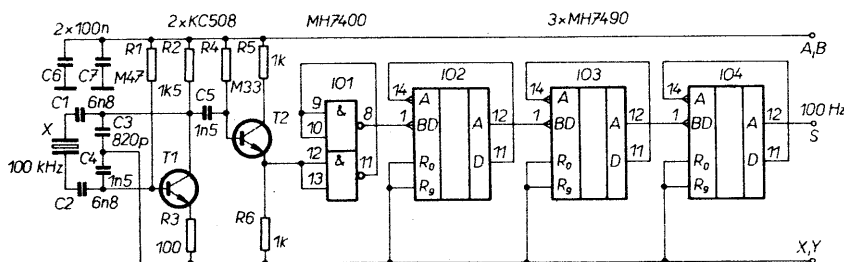 2×KC508 MH7400 3×MH7490
2×100n R1 R2 R4 R5
A,B
1k
C6 C7 M47 1k5 C5 M33 T2 IO1 IO2 IO3 IO4
C1 6n8 1n5
9 & 8 14 A 12 14 A 12 14 A 12 100 Hz
10 1 BD A 1 BD A 1 BD A S
X C3
820p
100 kHz C4 T1 12 & 11 D 11 D 11 D 11
1n5 13 R0 R0 R0
C2 6n8 R9 R9 R9
R3 R6
100 1k X,Y